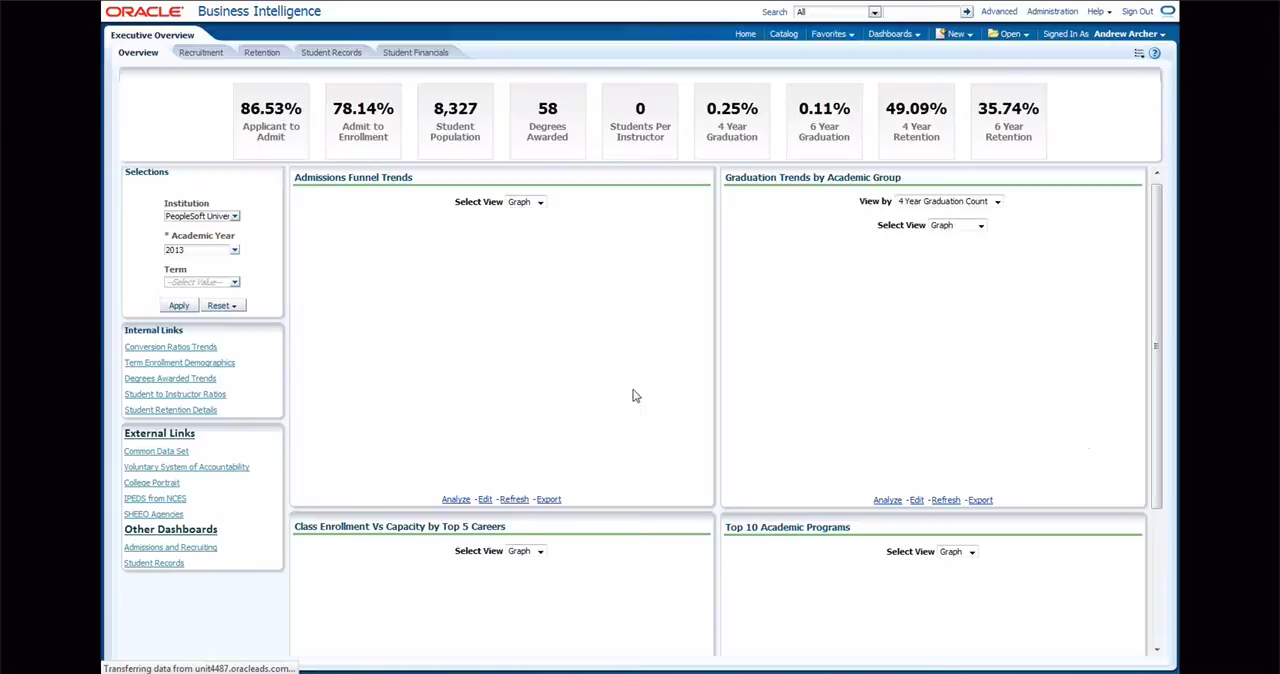 ORACLE Business Intelligence
Search All Advanced Administration Help Sign Out
Executive Overview Home Catalog Favorites Dashboards New Open Signed In As Andrew Archer
Overview Recruitment Retention Student Records Student Financials
86.53% 78.14% 8,327 58 0 0.25% 0.11% 49.09% 35.74%
Applicant to Admit to Student Degrees Students Per 4 Year 6 Year 4 Year 6 Year
Admit Enrollment Population Awarded Instructor Graduation Graduation Retention Retention
Selections
Institution
PeopleSoft Univer
* Academic Year
2013
Term
--Select Value--
Apply Reset
Internal Links
Conversion Ratios Trends
Term Enrollment Demographics
Degrees Awarded Trends
Student to Instructor Ratios
Student Retention Details
External Links
Common Data Set
Voluntary System of Accountability
College Portrait
IPEDS from NCES
SHEEO Agencies
Other Dashboards
Admissions and Recruiting
Student Records
Admissions Funnel Trends
Select View Graph
Analyze -Edit -Refresh -Export
Graduation Trends by Academic Group
View by 4 Year Graduation Count
Select View Graph
Analyze -Edit -Refresh -Export
Class Enrollment Vs Capacity by Top 5 Careers
Select View Graph
Top 10 Academic Programs
Select View Graph
Transferring data from unit4487.oracleads.com...